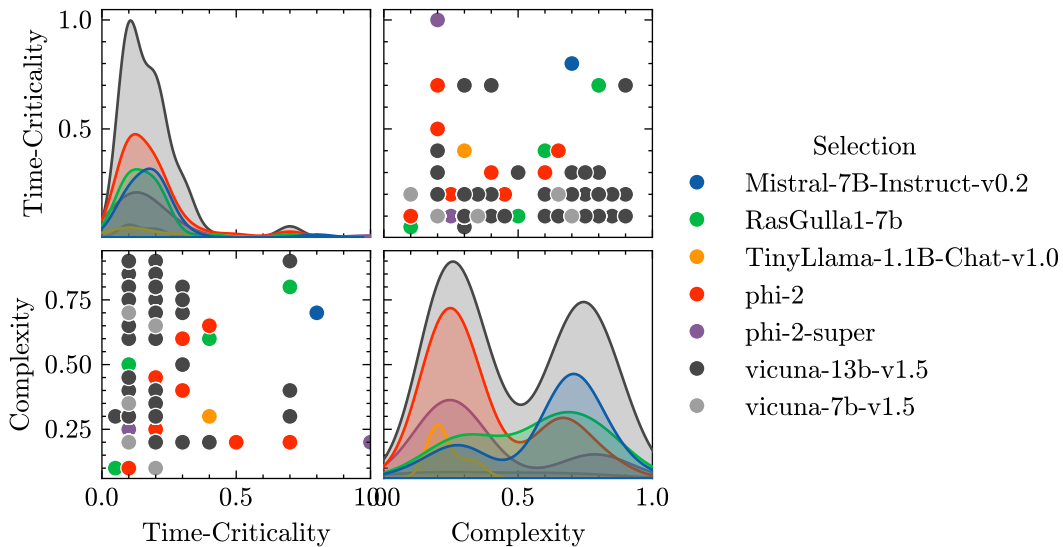 Time-Criticality
1.0
0.5
Complexity
0.75
0.50
0.25
0.0
0.5
1.0
0.0
0.5
1.0
Time-Criticality
Complexity
Selection
Mistral-7B-Instruct-v0.2
RasGulla1-7b
TinyLlama-1.1B-Chat-v1.0
phi-2
phi-2-super
vicuna-13b-v1.5
vicuna-7b-v1.5